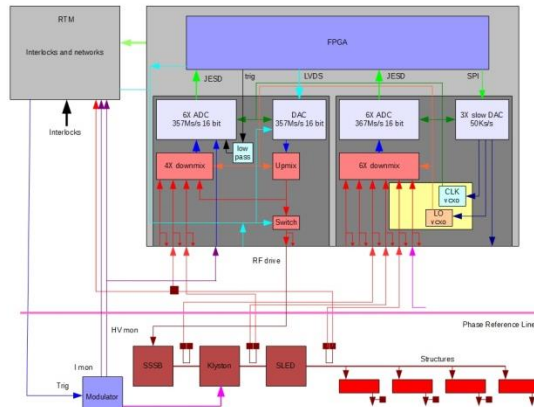 RTM
Interlocks and networks
Interlocks
FPGA
JESD
trig
LVDS
JESD
SPI
6X ADC
357Ms/s 16 bit
DAC
357Ms/s 16 bit
6X ADC
367Ms/s 16 bit
3X slow DAC
50Ks/s
low
pass
4X downmix
Upmix
6X downmix
CLK
VCXO
LO
VCXO
Switch
RF drive
Phase Reference Line
HV mon
I mon
Trig
Modulator
SSSB
Klyston
SLED
Structures